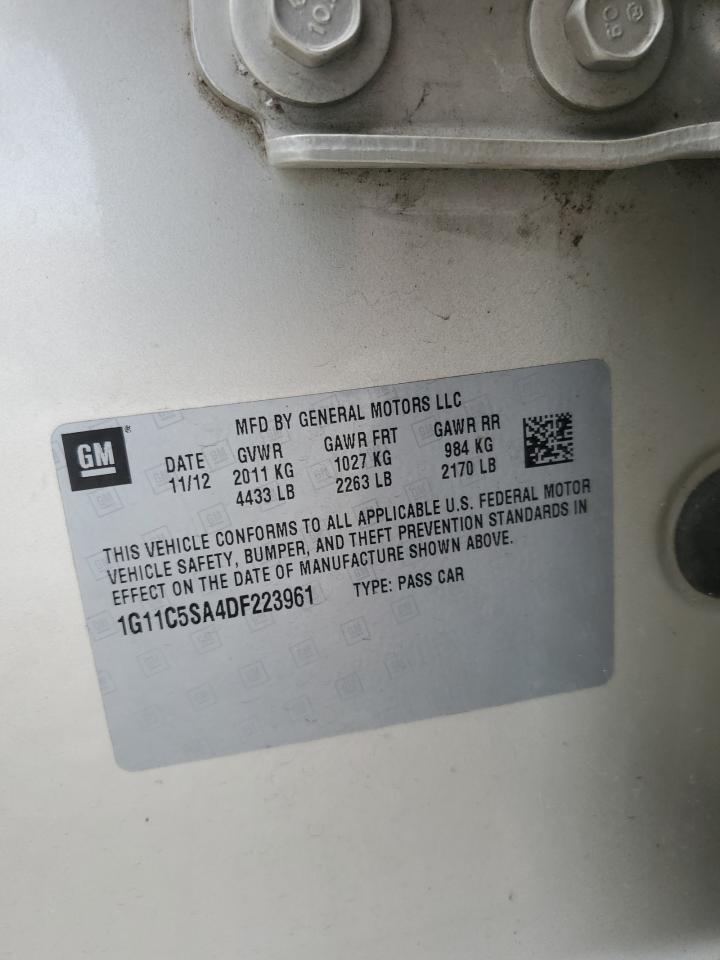 10.
60
GM
MFD BY GENERAL MOTORS LLC
DATE GVWR GAWR FRT GAWR RR
11/12 2011 KG 1027 KG 984 KG
4433 LB 2263 LB 2170 LB
THIS VEHICLE CONFORMS TO ALL APPLICABLE U.S. FEDERAL MOTOR
VEHICLE SAFETY, BUMPER, AND THEFT PREVENTION STANDARDS IN
EFFECT ON THE DATE OF MANUFACTURE SHOWN ABOVE.
1G11C5SA4DF223961 TYPE: PASS CAR